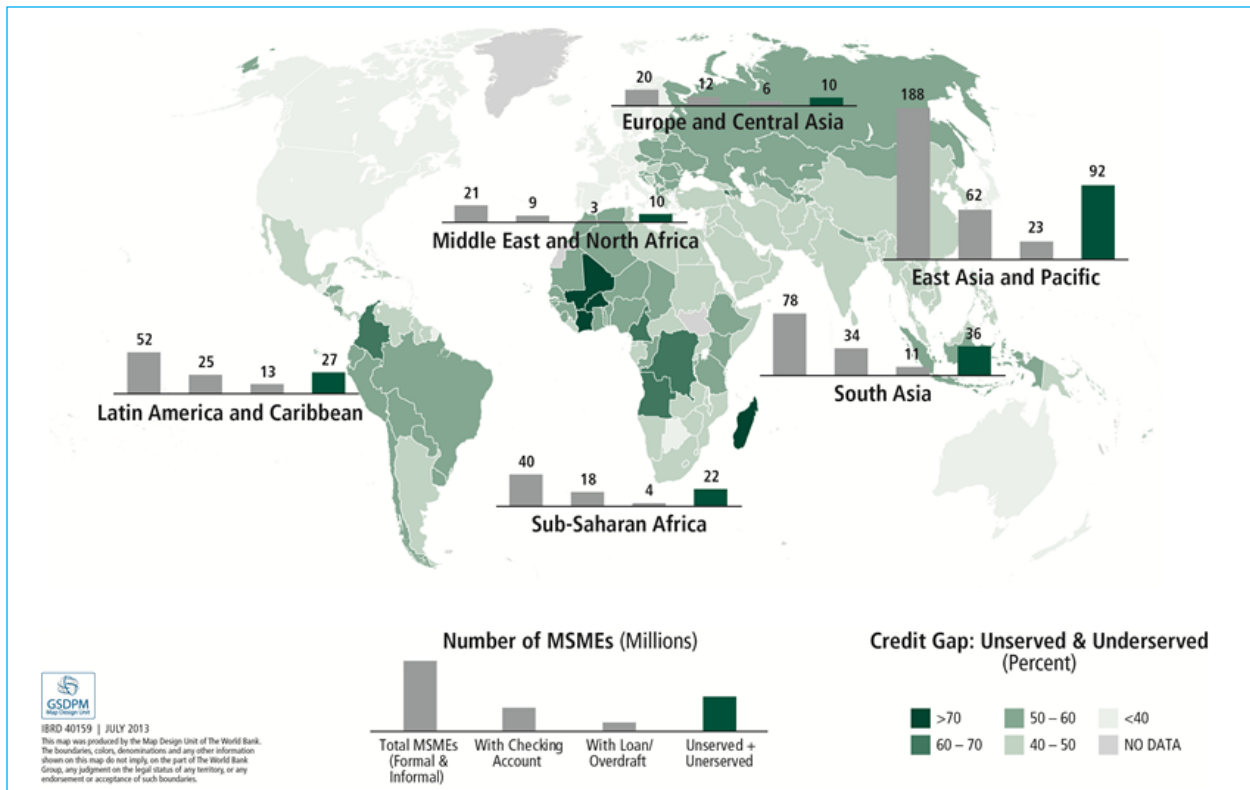 20 12 6 10
Europe and Central Asia
188 62 23 92
East Asia and Pacific
21 9 3 10
Middle East and North Africa
78 34 11 36
South Asia
52 25 13 27
Latin America and Caribbean
40 18 4 22
Sub-Saharan Africa
Number of MSMEs (Millions)
Total MSMEs
(Formal &
Informal)
With Checking
Account
With Loan/
Overdraft
Unserved +
Unerserved
Credit Gap: Unserved & Underserved
(Percent)
>70 50 – 60 <40
60 – 70 40 – 50 NO DATA
GSDPM
Map Design Unit
IBRD 40159 | JULY 2013
This map was produced by the Map Design Unit of The World Bank.
The boundaries, colors, denominations and any other information
shown on this map do not imply, on the part of The World Bank
Group, any judgment on the legal status of any territory, or any
endorsement or acceptance of such boundaries.